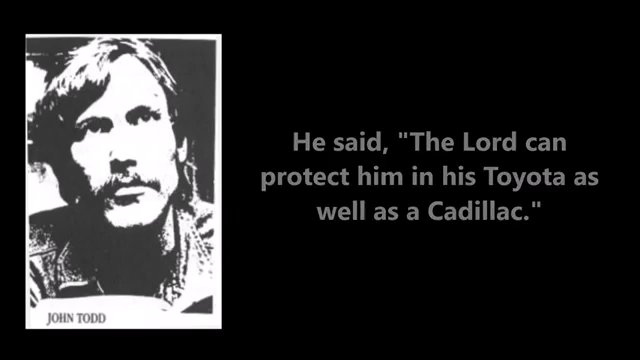 He said, "The Lord can
protect him in his Toyota as
well as a Cadillac."
JOHN TODD